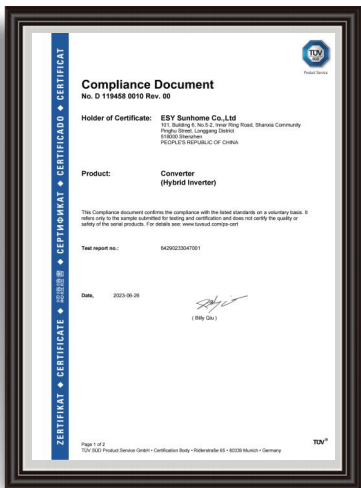 ZERTIFIKAT ◆ CERTIFICATE ◆ 認證證書 ◆ СЕРТИФИКАТ ◆ CERTIFICADO ◆ CERTIFICAT
TÜV
SÜD
Product Service
Compliance Document
No. D 119458 0010 Rev. 00
Holder of Certificate: ESY Sunhome Co.,Ltd
101, Building 6, No.5-2, Inner Ring Road, Shanxia Community
Pinghu Street, Longgang District
518000 Shenzhen
PEOPLE'S REPUBLIC OF CHINA
Product: Converter
(Hybrid Inverter)
This Compliance document confirms the compliance with the listed standards on a voluntary basis. It
refers only to the sample submitted for testing and certification and does not certify the quality or
safety of the serial products. For details see: www.tuvsud.com/ps-cert
Test report no.: 64290233047001
Date, 2023-06-26
( Billy Qiu )
Page 1 of 2
TÜV SÜD Product Service GmbH • Certification Body • Ridlerstraße 65 • 80339 Munich • Germany
TÜV®